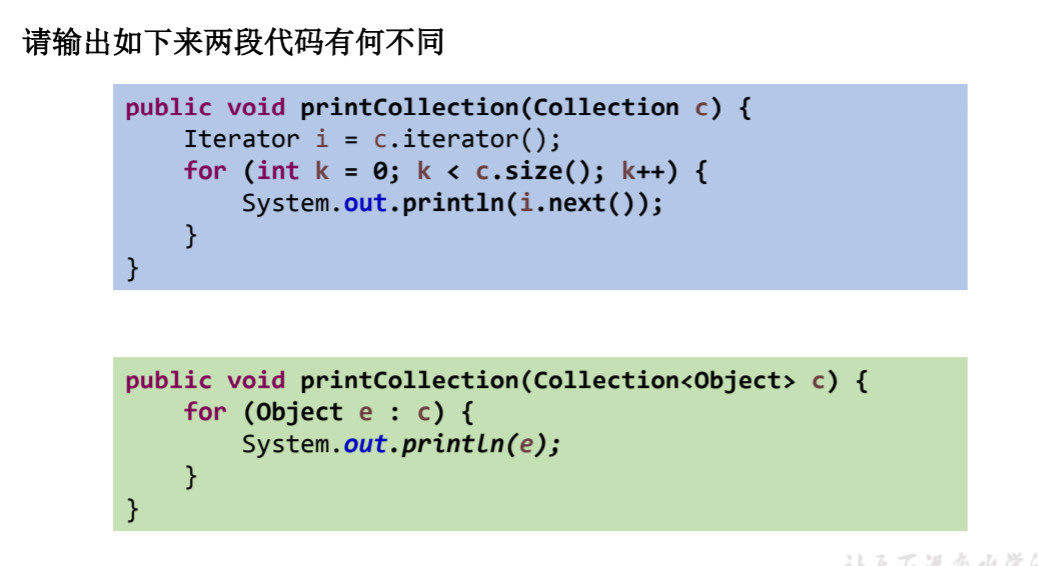 请输出如下来两段代码有何不同
public void printCollection(Collection c) {
    Iterator i = c.iterator();
    for (int k = 0; k < c.size(); k++) {
        System.out.println(i.next());
    }
}
public void printCollection(Collection<Object> c) {
    for (Object e : c) {
        System.out.println(e);
    }
}